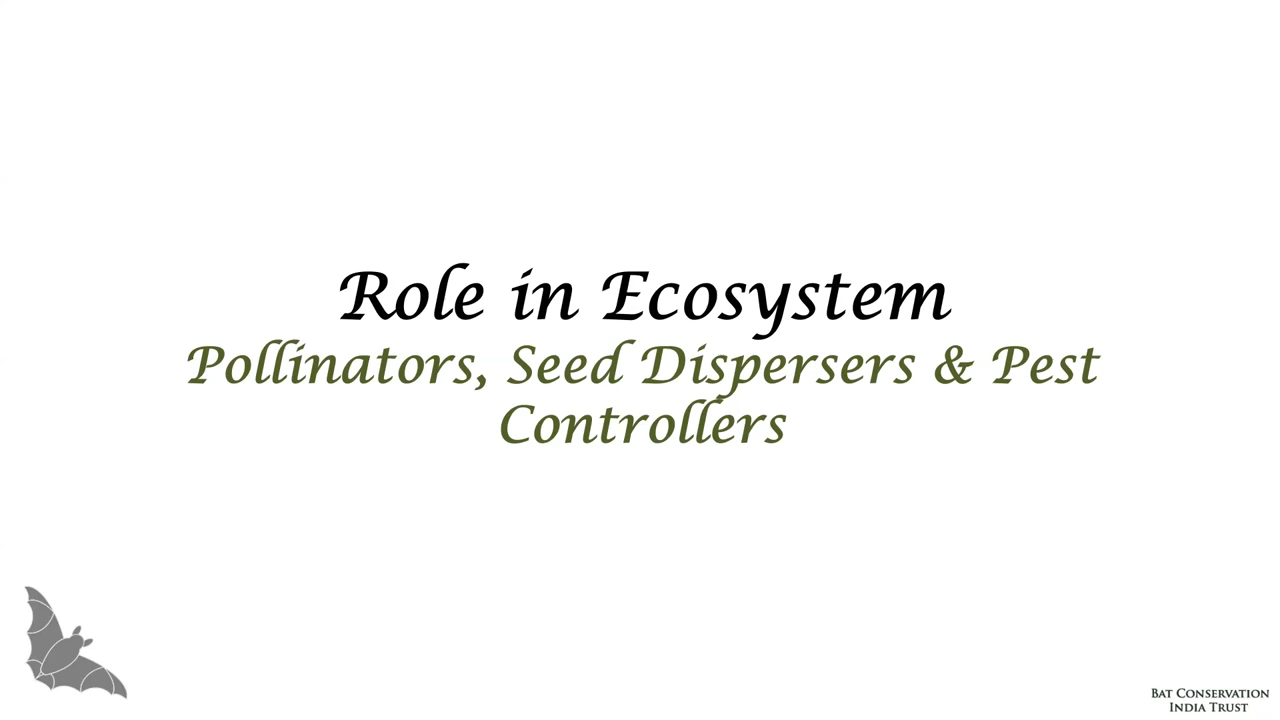 Role in Ecosystem
Pollinators, Seed Dispersers & Pest
Controllers
Bat Conservation
India Trust